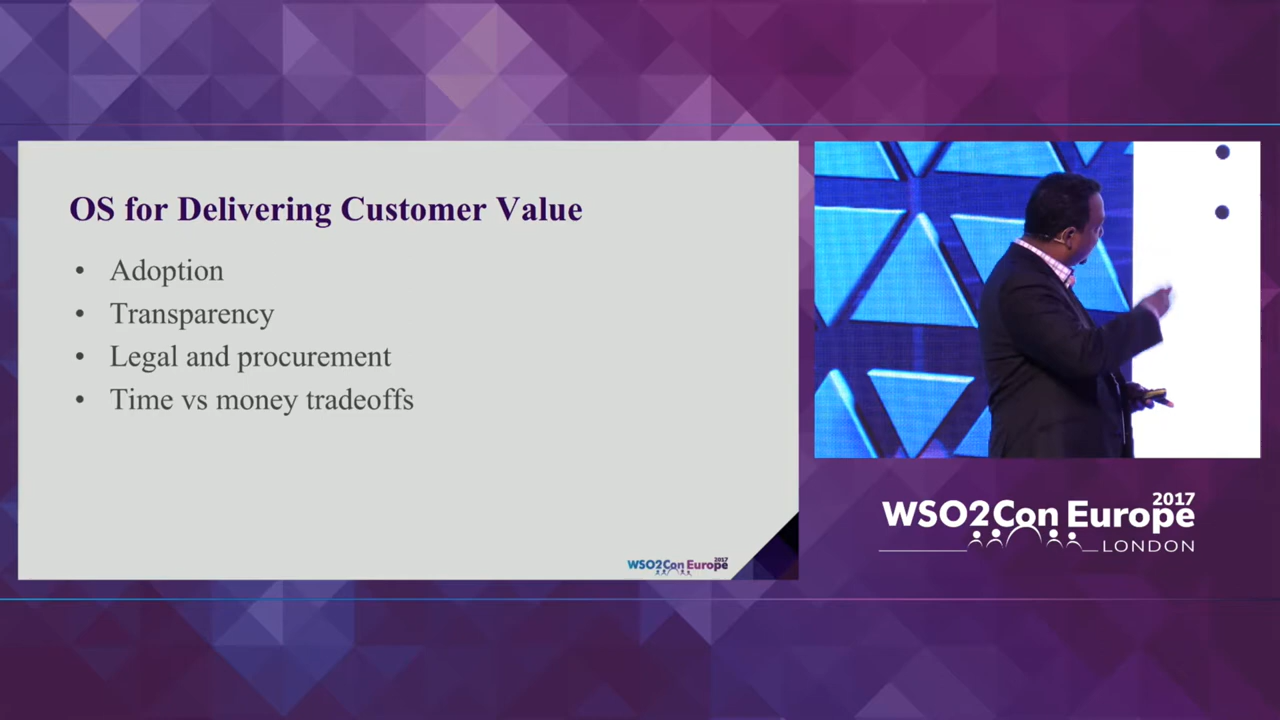 OS for Delivering Customer Value
• Adoption
• Transparency
• Legal and procurement
• Time vs money tradeoffs
WSO2Con Europe 2017
WSO2Con Europe 2017
LONDON